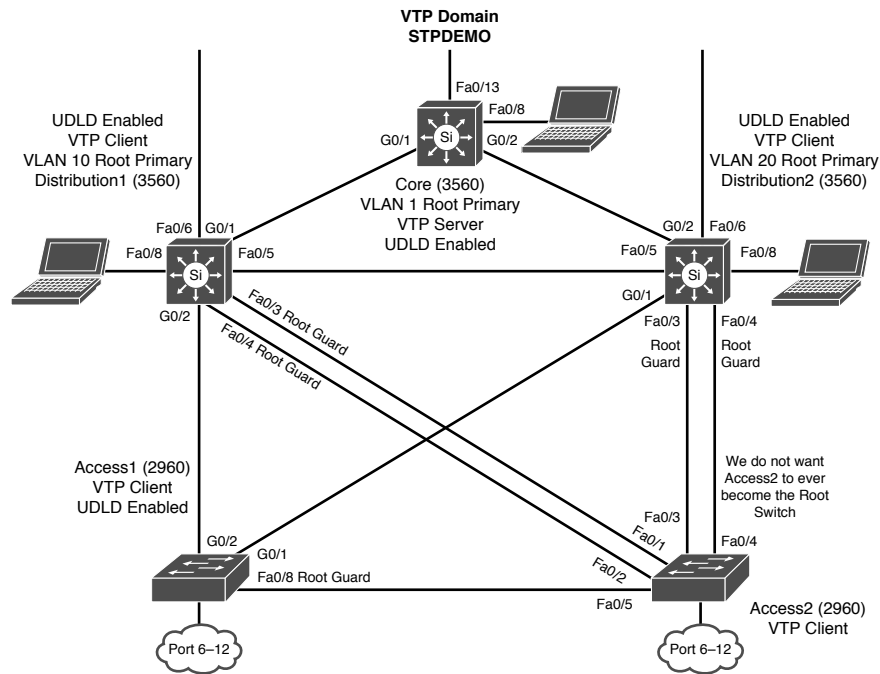 VTP Domain
STPDEMO
Fa0/13
Fa0/8
UDLD Enabled
VTP Client
VLAN 10 Root Primary
Distribution1 (3560)
G0/1
Si
G0/2
UDLD Enabled
VTP Client
VLAN 20 Root Primary
Distribution2 (3560)
Core (3560)
VLAN 1 Root Primary
VTP Server
UDLD Enabled
Fa0/6
G0/1
Fa0/8
Si
Fa0/5
G0/2
Fa0/3 Root Guard
Fa0/4 Root Guard
G0/2
Fa0/6
Fa0/5
Si
Fa0/8
G0/1
Fa0/3
Root
Guard
Fa0/4
Root
Guard
Access1 (2960)
VTP Client
UDLD Enabled
We do not want
Access2 to ever
become the Root
Switch
G0/2
G0/1
Fa0/8 Root Guard
Fa0/3
Fa0/4
Fa0/1
Fa0/2
Fa0/5
Access2 (2960)
VTP Client
Port 6–12
Port 6–12